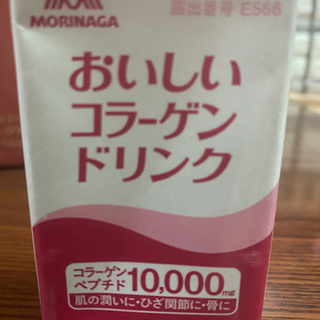 MORINAGA
届出番号 E566
おいしい
コラーゲン
ドリンク
コラーゲン
ペプチド 10,000mg
肌の潤いに・ひざ関節に・骨に